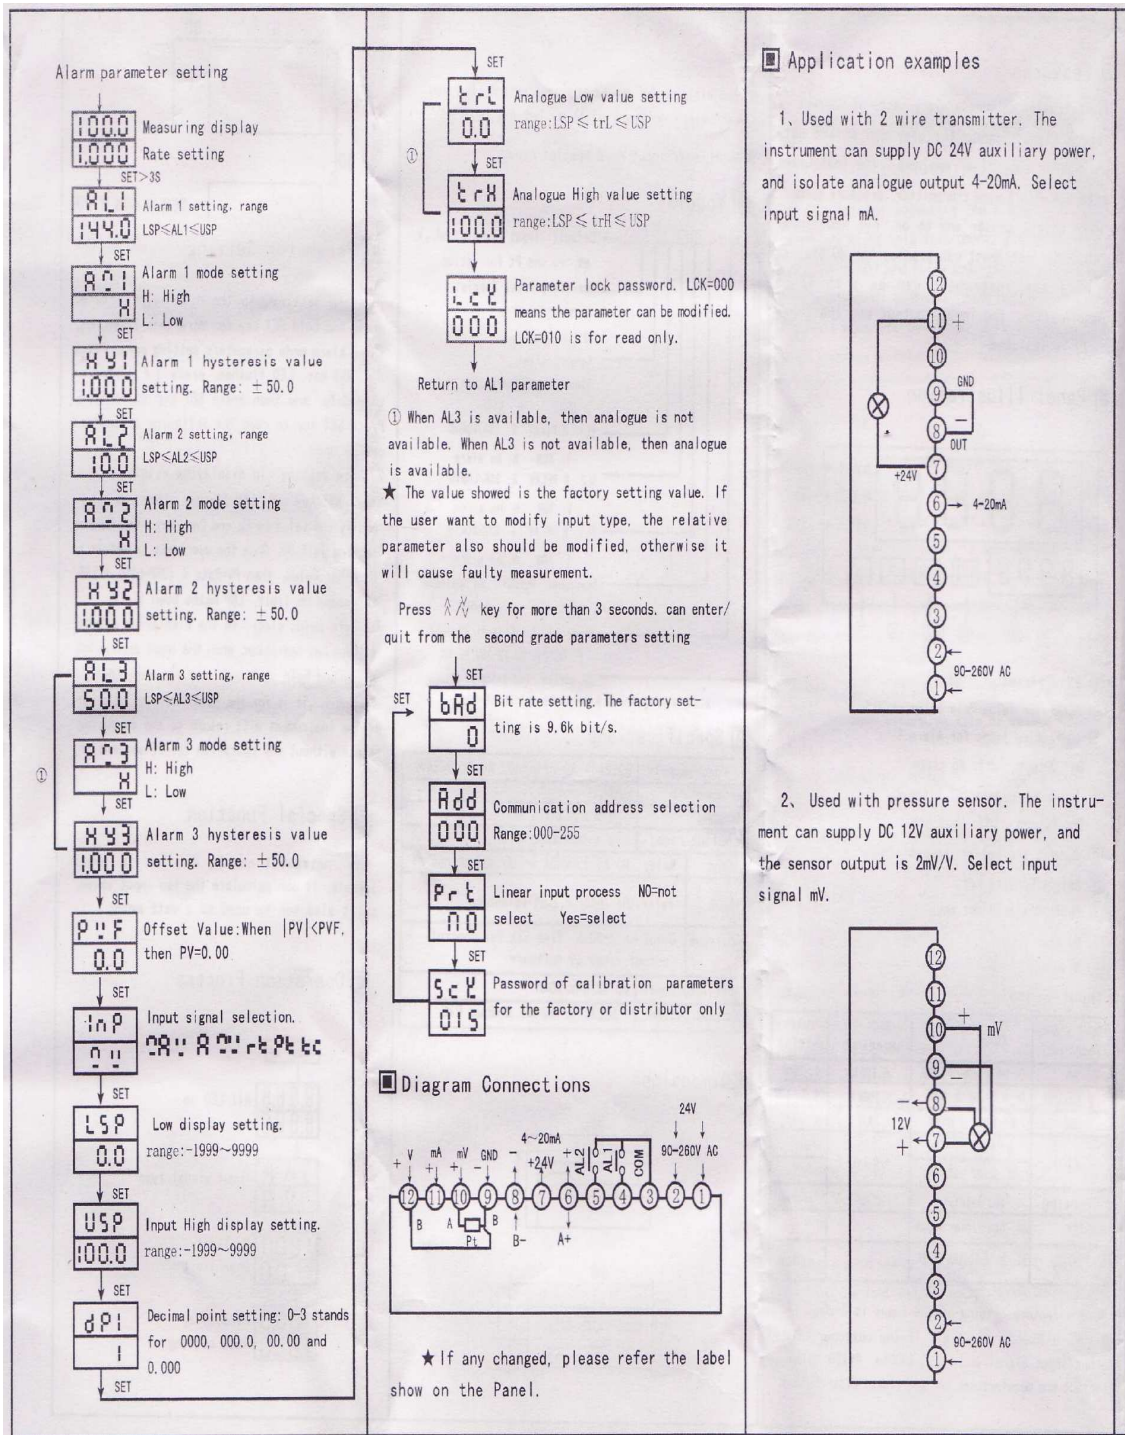 Alarm parameter setting
100.0 Measuring display
1.000 Rate setting
SET>3S
AL1 Alarm 1 setting, range
144.0 LSP≤AL1≤USP
SET
Alarm 1 mode setting
H: High
L: Low
SET
HY1 Alarm 1 hysteresis value
1.000 setting. Range: ±50.0
SET
AL2 Alarm 2 setting, range
10.0 LSP≤AL2≤USP
SET
Alarm 2 mode setting
H: High
L: Low
SET
HY2 Alarm 2 hysteresis value
1.000 setting. Range: ±50.0
SET
AL3 Alarm 3 setting, range
50.0 LSP≤AL3≤USP
SET
①
Alarm 3 mode setting
H: High
L: Low
SET
HY3 Alarm 3 hysteresis value
1.000 setting. Range: ±50.0
SET
PVF Offset Value:When |PV|<PVF,
0.0 then PV=0.00
SET
InP Input signal selection.
SET
LSP Low display setting.
0.0 range:-1999~9999
SET
USP Input High display setting.
100.0 range:-1999~9999
SET
dP1 Decimal point setting: 0-3 stands
1 for 0000, 000.0, 00.00 and
0.000
SET
SET
trL Analogue Low value setting
0.0 range:LSP≤trL≤USP
①
SET
trH Analogue High value setting
100.0 range:LSP≤trH≤USP
LcK Parameter lock password. LCK=000
000 means the parameter can be modified.
LCK=010 is for read only.
Return to AL1 parameter
① When AL3 is available, then analogue is not
available. When AL3 is not available, then analogue
is available.
★ The value showed is the factory setting value. If
the user want to modify input type, the relative
parameter also should be modified, otherwise it
will cause faulty measurement.
Press key for more than 3 seconds. can enter/
quit from the second grade parameters setting
SET
SET
bAd Bit rate setting. The factory set-
0 ting is 9.6k bit/s.
SET
Add Communication address selection
000 Range:000-255
SET
Prt Linear input process NO=not
NO select Yes=select
SET
ScK Password of calibration parameters
015 for the factory or distributor only
Diagram Connections
24V
4~20mA
+ V mA mV GND - +24V + AL2 AL1 COM 90-260V AC
+ + -
12 11 10 9 8 7 6 5 4 3 2 1
B A Pt B B- A+
★ If any changed, please refer the label
show on the Panel.
Application examples
1、Used with 2 wire transmitter. The
instrument can supply DC 24V auxiliary power,
and isolate analogue output 4-20mA. Select
input signal mA.
12
11 +
10
9 GND
-
8 OUT
+24V 7
6 4-20mA
5
4
3
2
90-260V AC
1
2、Used with pressure sensor. The instru-
ment can supply DC 12V auxiliary power, and
the sensor output is 2mV/V. Select input
signal mV.
12
11
10 + mV
9 -
- 8
12V
+ 7
6
5
4
3
2
90-260V AC
1